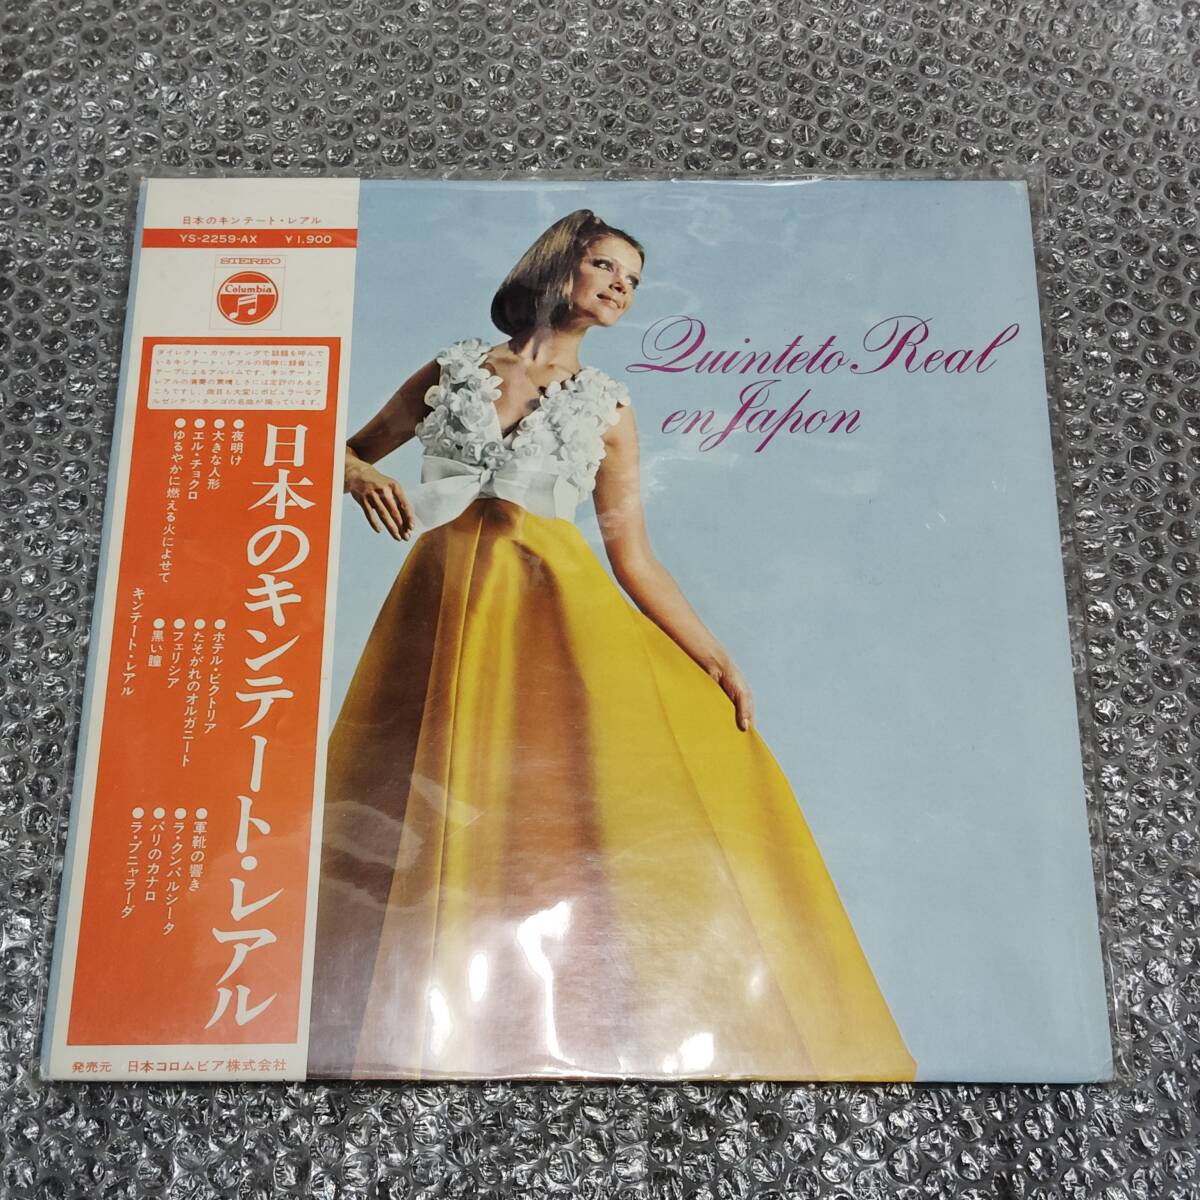 日本のキンテート・レアル
YS-2259-AX ¥1,900
STEREO
Columbia
ダイレクト・カッティングで話題を呼んで
いるキンテート・レアルの同時に録音した
テープによるアルバムです。キンテート・
レアルの演奏の素晴しさには定評のあると
ころですし、曲目も大変にポピュラーなア
ルゼンチン・タンゴの名曲が揃っています。
日本のキンテート・レアル
●夜明け
●大きな人形
●エル・チョクロ
●ゆるやかに燃える火によせて
●ホテル・ビクトリア
●たそがれのオルガニート
●フェリシア
●黒い瞳
キンテート・レアル
●軍靴の響き
●ラ・クンパルシータ
●パリのカナロ
●ラ・プニャラーダ
発売元 日本コロムビア株式会社
Quinteto Real
en Japon